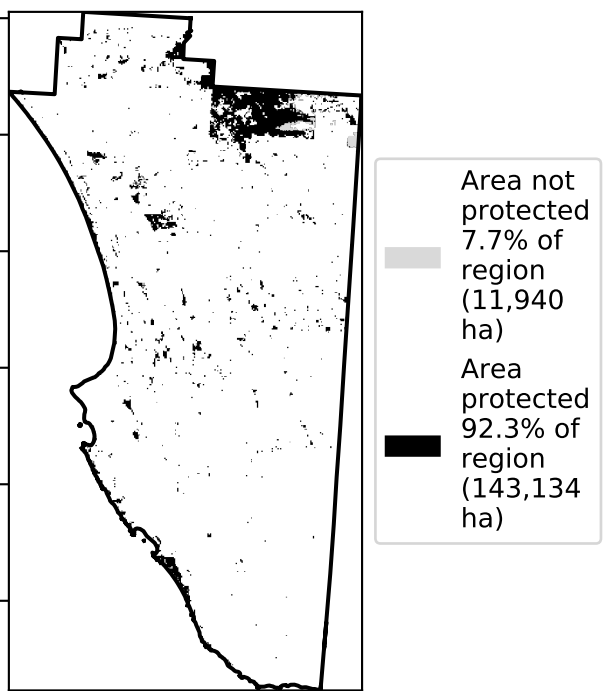 Area not
protected
7.7% of
region
(11,940
ha)
Area
protected
92.3% of
region
(143,134
ha)